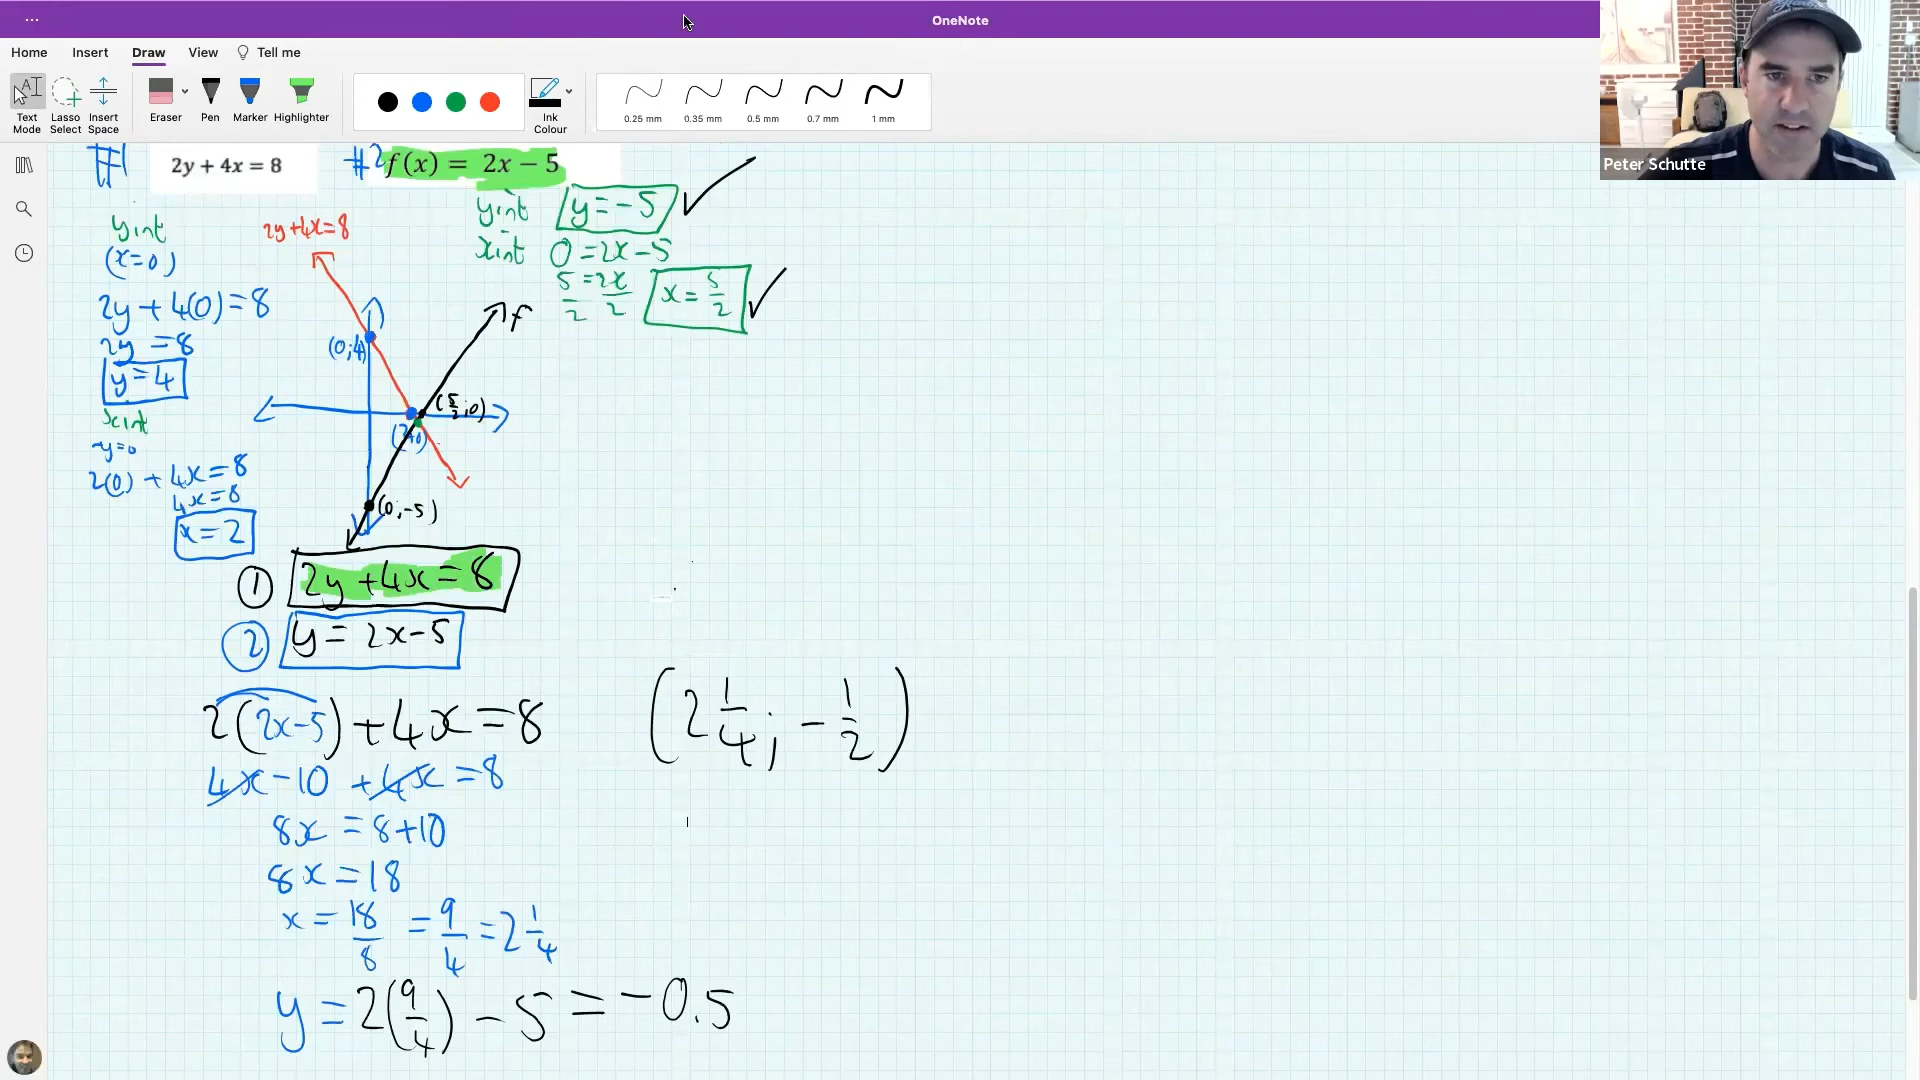 OneNote
Home Insert Draw View Tell me
Text Mode
Lasso Select
Insert Space
Eraser
Pen
Marker
Highlighter
Ink Colour
0.25 mm
0.35 mm
0.5 mm
0.7 mm
1 mm
Peter Schutte
#1 2y + 4x = 8
#2 f(x) = 2x − 5
y int y = -5
x int 0 = 2x - 5
5/2 = 2x/2
x = 5/2
y int
(x=0)
2y + 4(0) = 8
2y = 8
y = 4
x int
y=0
2(0) + 4x = 8
4x = 8
x = 2
2y+4x=8
f
(0;4)
(5/2;0)
(0;-5)
① 2y + 4x = 8
② y = 2x - 5
2(2x-5) + 4x = 8
4x - 10 + 4x = 8
8x = 8 + 10
8x = 18
x = 18/8 = 9/4 = 2 1/4
y = 2(9/4) - 5 = -0.5
(2 1/4; -1/2)